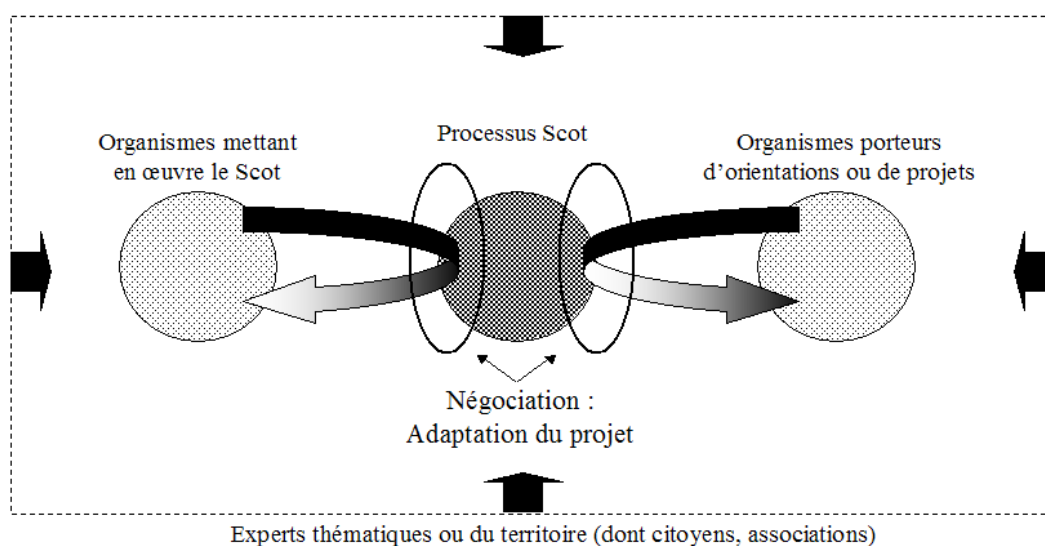 Organismes mettant
en œuvre le Scot
Processus Scot
Organismes porteurs
d'orientations ou de projets
Négociation :
Adaptation du projet
Experts thématiques ou du territoire (dont citoyens, associations)